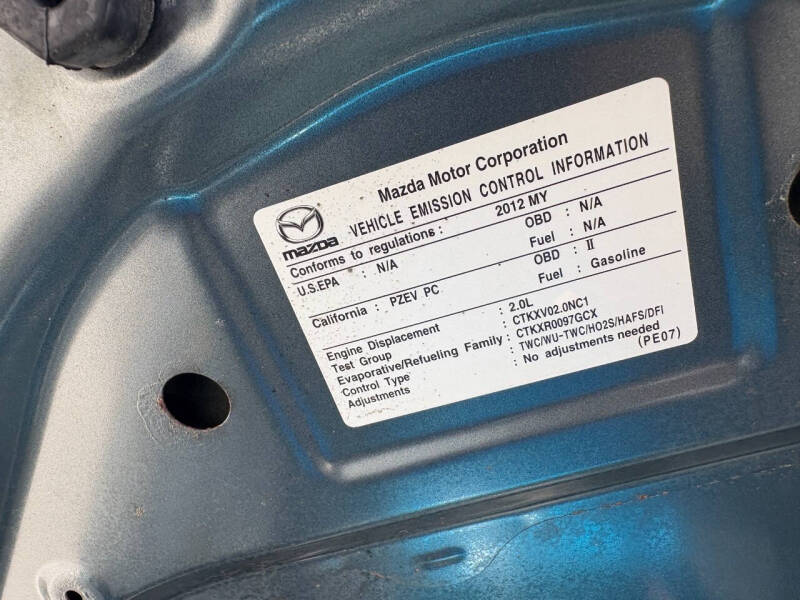 Mazda Motor Corporation
VEHICLE EMISSION CONTROL INFORMATION
mazda
Conforms to regulations : 2012 MY
U.S.EPA : N/A OBD : N/A
Fuel : N/A
California : PZEV PC OBD : II
Fuel : Gasoline
Engine Displacement : 2.0L
Test Group : CTKXV02.0NC1
Evaporative/Refueling Family : CTKXR0097GCX
Control Type : TWC/WU-TWC/HO2S/HAFS/DFI
Adjustments : No adjustments needed
(PE07)